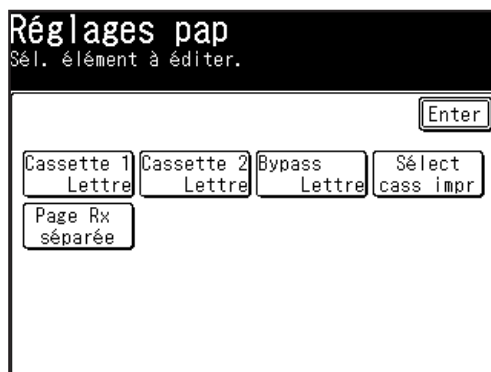 Réglages pap
Sél. élément à éditer.
Enter
Cassette 1 Cassette 2 Bypass Sélect
Lettre Lettre Lettre cass impr
Page Rx
séparée